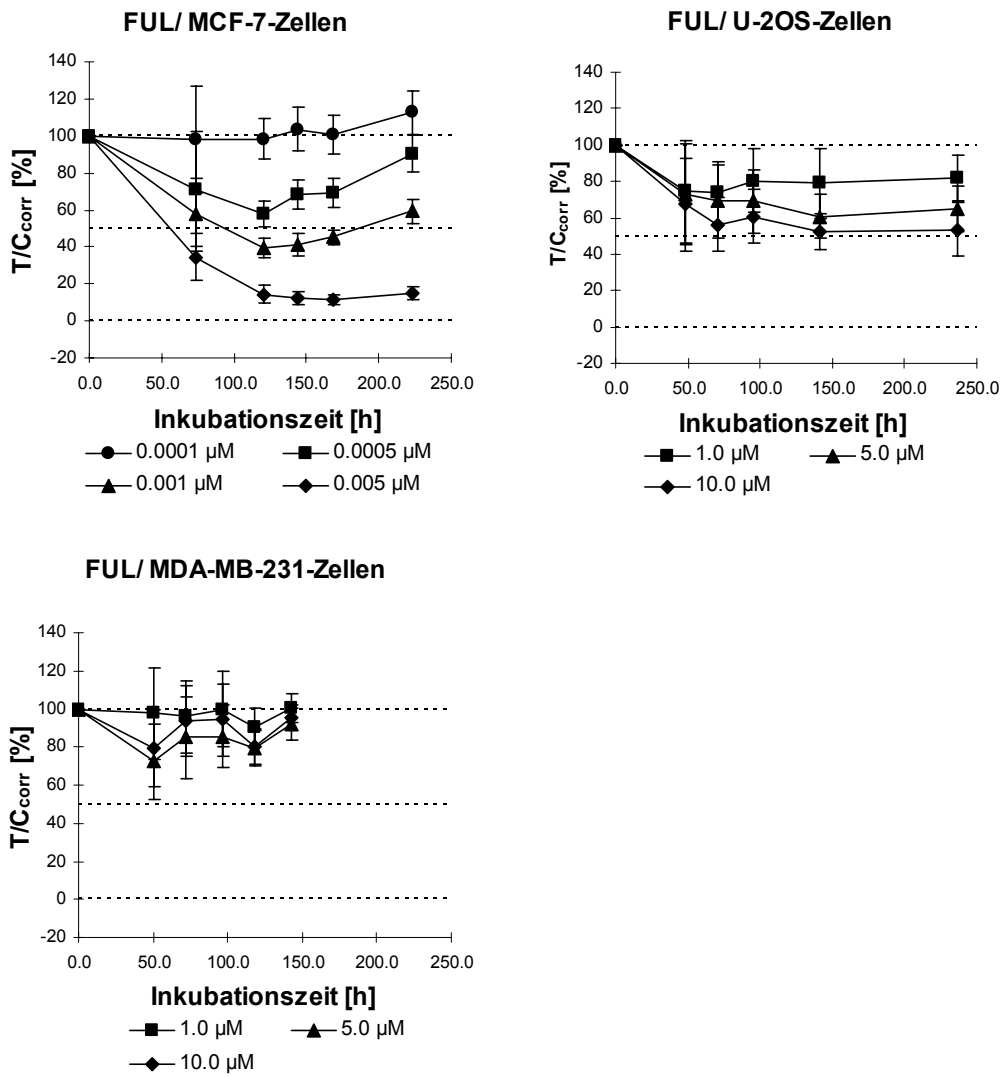 FUL/ MCF-7-Zellen
T/Ccorr [%]
140
120
100
80
60
40
20
0
-20
0.0 50.0 100.0 150.0 200.0 250.0
Inkubationszeit [h]
0.0001 µM 0.0005 µM
0.001 µM 0.005 µM
FUL/ U-2OS-Zellen
T/Ccorr [%]
140
120
100
80
60
40
20
0
-20
0.0 50.0 100.0 150.0 200.0 250.0
Inkubationszeit [h]
1.0 µM 5.0 µM
10.0 µM
FUL/ MDA-MB-231-Zellen
T/Ccorr [%]
140
120
100
80
60
40
20
0
-20
0.0 50.0 100.0 150.0 200.0 250.0
Inkubationszeit [h]
1.0 µM 5.0 µM
10.0 µM